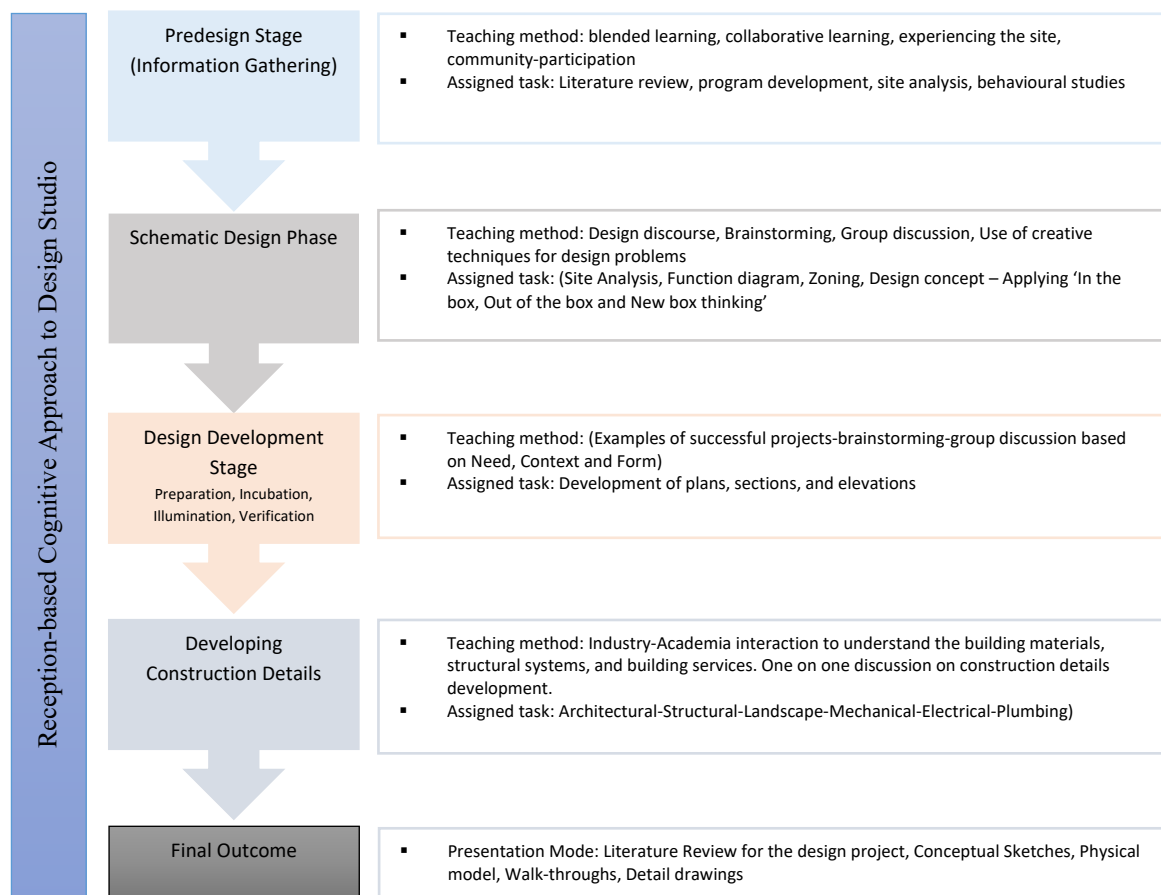 Reception-based Cognitive Approach to Design Studio
Predesign Stage
(Information Gathering)
▪ Teaching method: blended learning, collaborative learning, experiencing the site,
community-participation
▪ Assigned task: Literature review, program development, site analysis, behavioural studies
Schematic Design Phase
▪ Teaching method: Design discourse, Brainstorming, Group discussion, Use of creative
techniques for design problems
▪ Assigned task: (Site Analysis, Function diagram, Zoning, Design concept – Applying ‘In the
box, Out of the box and New box thinking’
Design Development
Stage
Preparation, Incubation,
Illumination, Verification
▪ Teaching method: (Examples of successful projects-brainstorming-group discussion based
on Need, Context and Form)
▪ Assigned task: Development of plans, sections, and elevations
Developing
Construction Details
▪ Teaching method: Industry-Academia interaction to understand the building materials,
structural systems, and building services. One on one discussion on construction details
development.
▪ Assigned task: Architectural-Structural-Landscape-Mechanical-Electrical-Plumbing)
Final Outcome
▪ Presentation Mode: Literature Review for the design project, Conceptual Sketches, Physical
model, Walk-throughs, Detail drawings